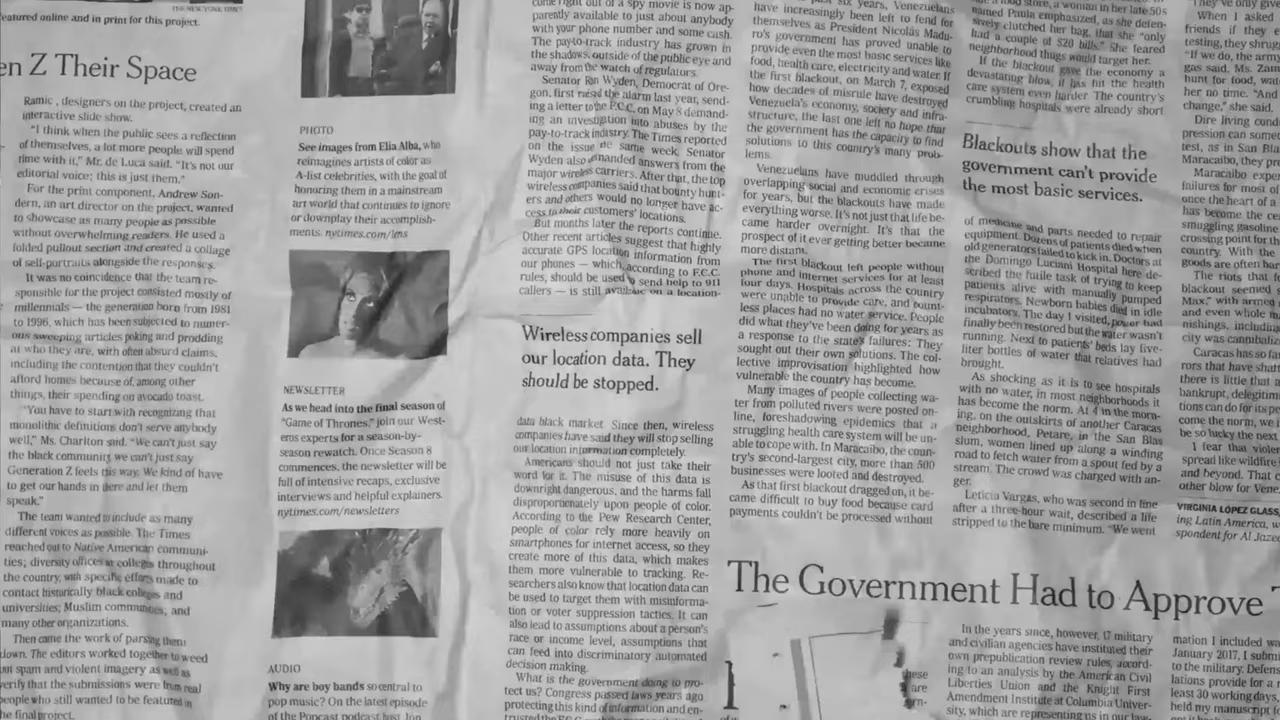 THE NEW YORK TIMES
eatured online and in print for this project.
en Z Their Space
Ramic, designers on the project, created an
interactive slide show.
"I think when the public sees a reflection
of themselves, a lot more people will spend
time with it," Mr. de Luca said. "It's not our
editorial voice; this is just them."
For the print component, Andrew Son-
dern, an art director on the project, wanted
to showcase as many people as possible
without overwhelming readers. He used a
folded pullout section and created a collage
of self-portraits alongside the responses.
It was no coincidence that the team re-
sponsible for the project consisted mostly of
millennials — the generation born from 1981
to 1996, which has been subjected to numer-
ous sweeping articles poking and prodding
at who they are, with often absurd claims,
including the contention that they couldn't
afford homes because of, among other
things, their spending on avocado toast.
"You have to start with recognizing that
monolithic definitions don't serve anybody
well," Ms. Charlton said. "We can't just say
the black community, we can't just say
Generation Z feels this way. We kind of have
to get our hands in there and let them
speak."
The team wanted to include as many
different voices as possible. The Times
reached out to Native American communi-
ties; diversity offices at colleges throughout
the country, with specific efforts made to
contact historically black colleges and
universities; Muslim communities; and
many other organizations.
Then came the work of parsing them
down. The editors worked together to weed
out spam and violent imagery as well as
verify that the submissions were from real
people who still wanted to be featured in
he final project.
PHOTO
See images from Elia Alba, who
reimagines artists of color as
A-list celebrities, with the goal of
honoring them in a mainstream
art world that continues to ignore
or downplay their accomplish-
ments. nytimes.com/lens
NEWSLETTER
As we head into the final season of
"Game of Thrones," join our West-
eros experts for a season-by-
season rewatch. Once Season 8
commences, the newsletter will be
full of intensive recaps, exclusive
interviews and helpful explainers.
nytimes.com/newsletters
AUDIO
Why are boy bands so central to
pop music? On the latest episode
of the Popcast podcast, Jon
come right out of a spy movie is now ap-
parently available to just about anybody
with your phone number and some cash.
The pay-to-track industry has grown in
the shadows, outside of the public eye and
away from the watch of regulators.
Senator Ron Wyden, Democrat of Ore-
gon, first raised the alarm last year, send-
ing a letter to the F.C.C. on May 8 demand-
ing an investigation into abuses by the
pay-to-track industry. The Times reported
on the issue the same week. Senator
Wyden also demanded answers from the
major wireless carriers. After that, the top
wireless companies said that bounty hunt-
ers and others would no longer have ac-
cess to their customers' locations.
But months later the reports continue.
Other recent articles suggest that highly
accurate GPS location information from
our phones — which, according to F.C.C.
rules, should be used to send help to 911
callers — is still available on a location-
Wireless companies sell
our location data. They
should be stopped.
data black market. Since then, wireless
companies have said they will stop selling
our location information completely.
Americans should not just take their
word for it. The misuse of this data is
downright dangerous, and the harms fall
disproportionately upon people of color.
According to the Pew Research Center,
people of color rely more heavily on
smartphones for internet access, so they
create more of this data, which makes
them more vulnerable to tracking. Re-
searchers also know that location data can
be used to target them with misinforma-
tion or voter suppression tactics. It can
also lead to assumptions about a person's
race or income level, assumptions that
can feed into discriminatory automated
decision making.
What is the government doing to pro-
tect us? Congress passed laws years ago
protecting this kind of information and en-
trusted the F.C.C.
past six years, Venezuelans
have increasingly been left to fend for
themselves as President Nicolás Madu-
ro's government has proved unable to
provide even the most basic services like
food, health care, electricity and water. If
the first blackout, on March 7, exposed
how decades of misrule have destroyed
Venezuela's economy, society and infra-
structure, the last one left no hope that
the government has the capacity to find
solutions to this country's many prob-
lems.
Venezuelans have muddled through
overlapping social and economic crises
for years, but the blackouts have made
everything worse. It's not just that life be-
came harder overnight. It's that the
prospect of it ever getting better became
more distant.
The first blackout left people without
phone and internet services for at least
four days. Hospitals across the country
were unable to provide care, and count-
less places had no water service. People
did what they've been doing for years as
a response to the state's failures: They
sought out their own solutions. The col-
lective improvisation highlighted how
vulnerable the country has become.
Many images of people collecting wa-
ter from polluted rivers were posted on-
line, foreshadowing epidemics that a
struggling health care system will be un-
able to cope with. In Maracaibo, the coun-
try's second-largest city, more than 500
businesses were looted and destroyed.
As that first blackout dragged on, it be-
came difficult to buy food because card
payments couldn't be processed without
a food store, a woman in her late 50s
named Paula emphasized, as she defen-
sively clutched her bag, that she "only
had a couple of $20 bills." She feared
neighborhood thugs would target her.
If the blackout gave the economy a
devastating blow, it has hit the health
care system even harder. The country's
crumbling hospitals were already short
Blackouts show that the
government can't provide
the most basic services.
of medicine and parts needed to repair
equipment. Dozens of patients died when
old generators failed to kick in. Doctors at
the Domingo Luciani Hospital here de-
scribed the futile task of trying to keep
patients alive with manually pumped
respirators. Newborn babies died in idle
incubators. The day I visited, power had
finally been restored but the water wasn't
running. Next to patients' beds lay five-
liter bottles of water that relatives had
brought.
As shocking as it is to see hospitals
with no water, in most neighborhoods it
has become the norm. At 4 in the morn-
ing, on the outskirts of another Caracas
neighborhood, Petare, in the San Blas
slum, women lined up along a winding
road to fetch water from a spout fed by a
stream. The crowd was charged with an-
ger.
Leticia Vargas, who was second in line
after a three-hour wait, described a life
stripped to the bare minimum. "We went
They've only give
When I asked
friends if they e
testing, they shrug
"If we do, the army
gas said. Ms. Zam
hunt for food, wat
her no time. "And
change," she said.
Dire living cond
pression can some
test, as in San Bla
Maracaibo, they pr
Maracaibo exper
failures for most of
once the heart of a
has become the ce
smuggling gasoline
crossing point for th
country. With the
goods are often bar
The riots that
blackout seemed s
Max," with armed m
and even whole m
nishings, includin
city was cannibaliz
Caracas has so far
rors that have shatt
there is little that i
bankrupt, delegitim
tions can do for its p
come the norm, we i
be so lucky the next
I fear that violen
spread like wildfire
and beyond. That c
other blow for Vene
VIRGINIA LÓPEZ GLASS
ing Latin America, w
spondent for Al Jazee
The Government Had to Approve
these
are
In the years since, however, 17 military
and civilian agencies have instituted their
own prepublication review rules, accord-
ing to an analysis by the American Civil
Liberties Union and the Knight First
Amendment Institute at Columbia Univer-
sity, which are representing us in our law-
mation I included wa
January 2017, I subm
to the military. Defens
lations provide for a r
least 30 working days,
held my manuscript f